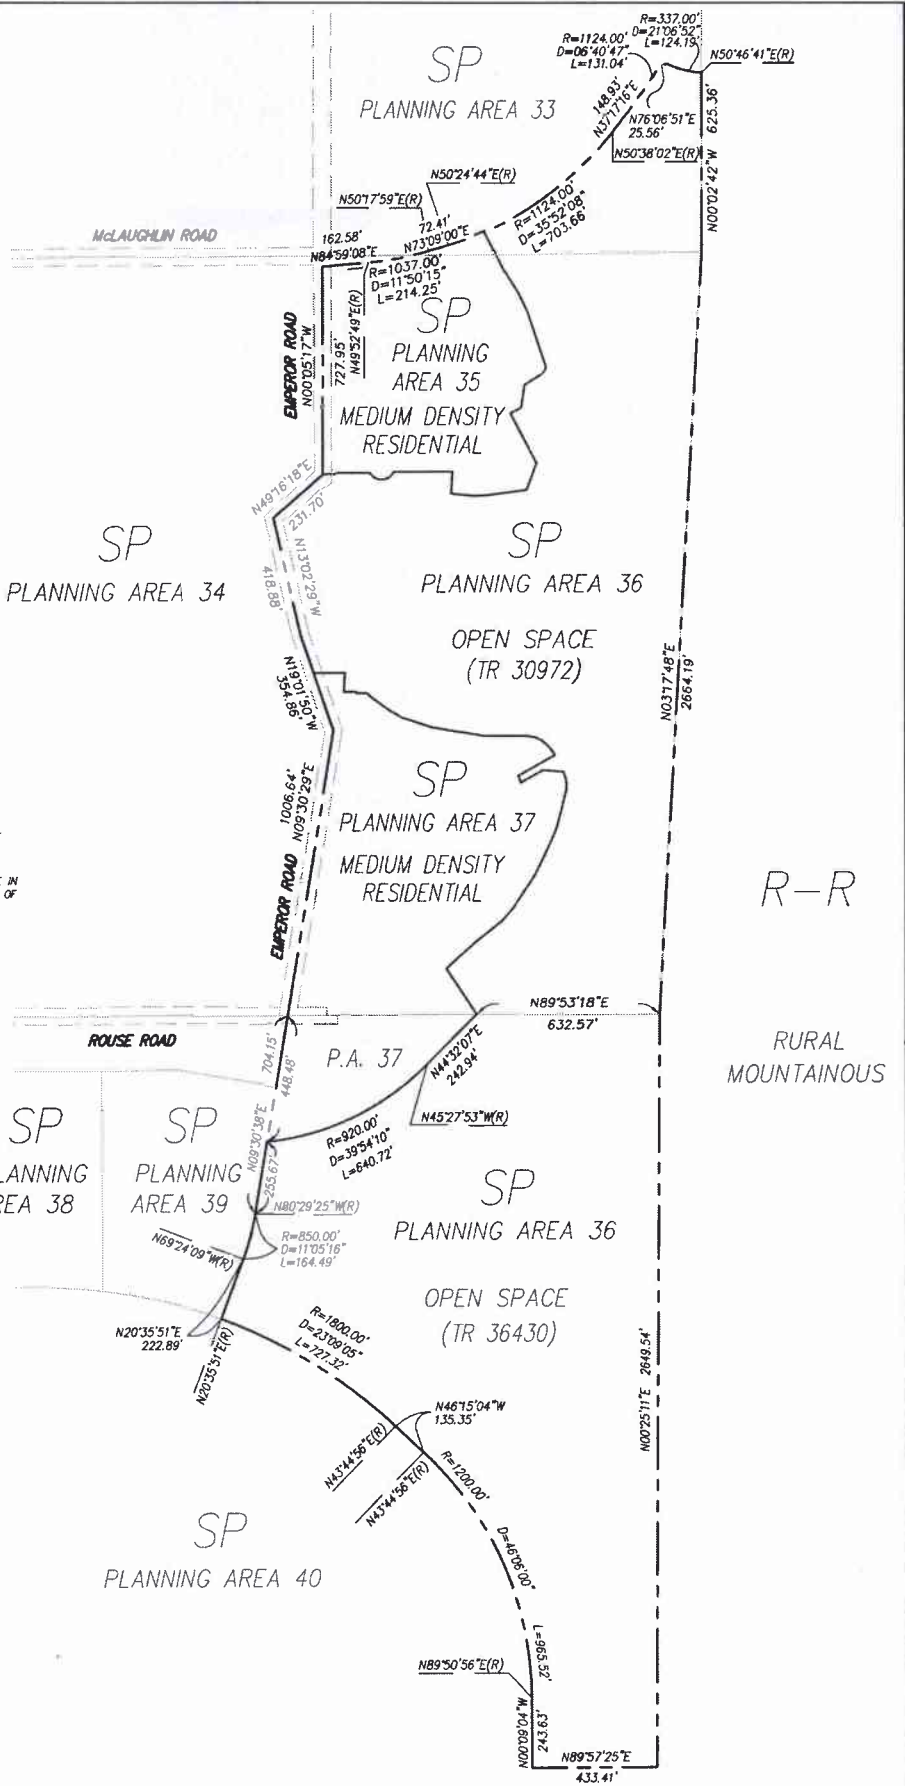 R=337.00'
D=21°06'52"
L=124.19'
R=1124.00'
D=06°40'47"
L=131.04'
N50°46'41"E(R)
SP
PLANNING AREA 33
148.93'
N37°17'16"E
N76°06'51"E
25.56'
N50°38'02"E(R)
N00°02'42"W 625.36'
N50°24'44"E(R)
N50°17'59"E(R)
72.41'
N73°09'00"E
R=1124.00'
D=35°52'08"
L=703.66'
McLAUGHLIN ROAD
162.58'
N84°59'08"E
R=1037.00'
D=11°50'15"
L=214.25'
EMPEROR ROAD
N00°05'17"W
727.95'
N49°52'49"E(R)
SP
PLANNING
AREA 35
MEDIUM DENSITY
RESIDENTIAL
N49°16'18"E
231.70'
SP
PLANNING AREA 34
N13°02'29"W
418.88'
SP
PLANNING AREA 36
OPEN SPACE
(TR 30972)
N19°01'50"W
354.86'
N03°17'48"E
2664.19'
SP
PLANNING AREA 37
MEDIUM DENSITY
RESIDENTIAL
1006.64'
N09°30'29"E
EMPEROR ROAD
IN
OF
R-R
RURAL
MOUNTAINOUS
N89°53'18"E
632.57'
ROUSE ROAD
704.15'
448.48'
P.A. 37
N44°32'07"E
242.94'
N45°27'53"W(R)
R=920.00'
D=39°54'10"
L=640.72'
SP
LANNING
REA 38
SP
PLANNING
AREA 39
N09°30'38"E
255.67'
N80°29'25"W(R)
R=850.00'
D=11°05'16"
L=164.49'
N69°24'09"W(R)
SP
PLANNING AREA 36
OPEN SPACE
(TR 36430)
N20°35'51"E
222.89'
N20°35'51"E(R)
R=1800.00'
D=23°09'05"
L=727.32'
N00°25'11"E 2649.54'
N46°15'04"W
135.35'
N43°44'56"E(R)
N43°44'56"E(R)
R=1200.00'
D=46°06'00"
L=965.52'
SP
PLANNING AREA 40
N89°50'56"E(R)
N00°09'04"W
243.63'
N89°57'25"E
433.41'